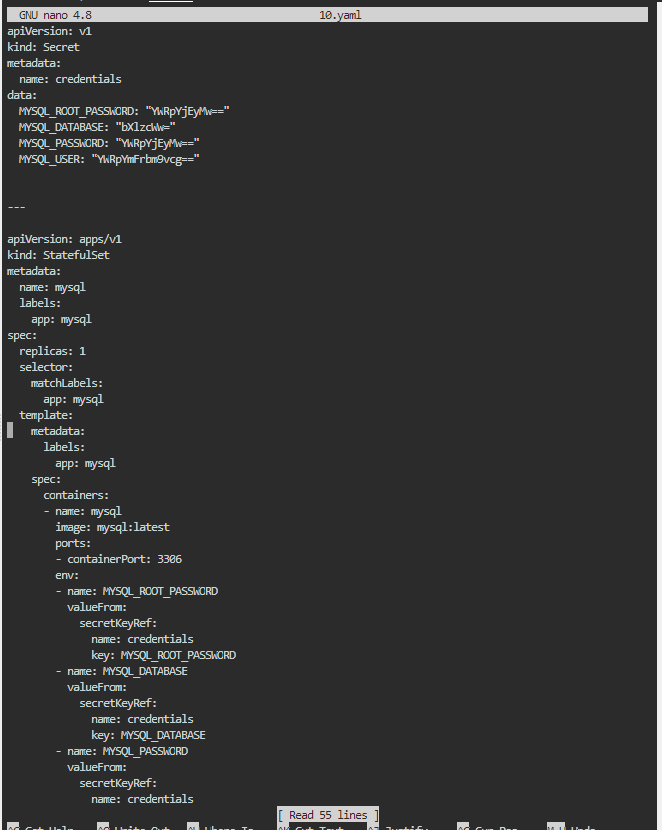 GNU nano 4.8 10.yaml
apiVersion: v1
kind: Secret
metadata:
  name: credentials
data:
  MYSQL_ROOT_PASSWORD: "YWRpYjEyMw=="
  MYSQL_DATABASE: "bXlzcWw="
  MYSQL_PASSWORD: "YWRpYjEyMw=="
  MYSQL_USER: "YWRpYmFrbm9vcg=="
---
apiVersion: apps/v1
kind: StatefulSet
metadata:
  name: mysql
  labels:
    app: mysql
spec:
  replicas: 1
  selector:
    matchLabels:
      app: mysql
  template:
    metadata:
      labels:
        app: mysql
    spec:
      containers:
      - name: mysql
        image: mysql:latest
        ports:
        - containerPort: 3306
        env:
        - name: MYSQL_ROOT_PASSWORD
          valueFrom:
            secretKeyRef:
              name: credentials
              key: MYSQL_ROOT_PASSWORD
        - name: MYSQL_DATABASE
          valueFrom:
            secretKeyRef:
              name: credentials
              key: MYSQL_DATABASE
        - name: MYSQL_PASSWORD
          valueFrom:
            secretKeyRef:
              name: credentials
[ Read 55 lines ]